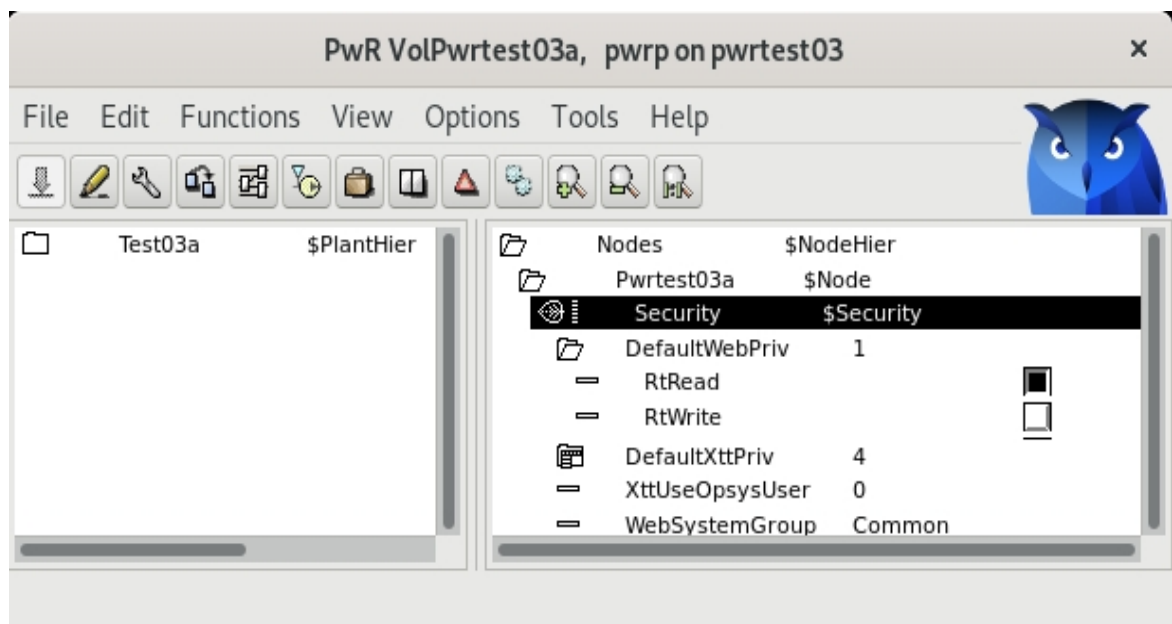 PwR VolPwrtest03a, pwrp on pwrtest03
File Edit Functions View Options Tools Help
Test03a $PlantHier
Nodes $NodeHier
Pwrtest03a $Node
Security $Security
DefaultWebPriv 1
RtRead
RtWrite
DefaultXttPriv 4
XttUseOpsysUser 0
WebSystemGroup Common